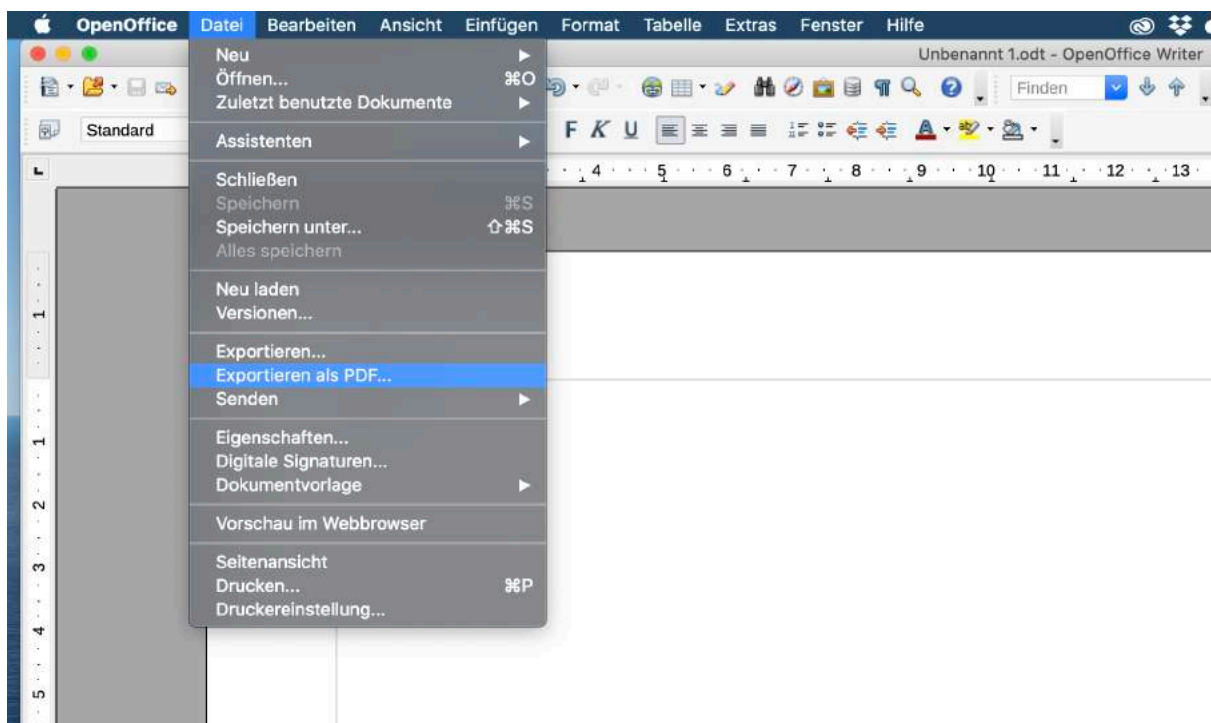 OpenOffice Datei Bearbeiten Ansicht Einfügen Format Tabelle Extras Fenster Hilfe
Unbenannt 1.odt - OpenOffice Writer
Finden
Standard F K U
4 5 6 7 8 9 10 11 12 13
Neu
Öffnen... ⌘O
Zuletzt benutzte Dokumente
Assistenten
Schließen
Speichern ⌘S
Speichern unter... ⇧⌘S
Alles speichern
Neu laden
Versionen...
Exportieren...
Exportieren als PDF...
Senden
Eigenschaften...
Digitale Signaturen...
Dokumentvorlage
Vorschau im Webbrowser
Seitenansicht
Drucken... ⌘P
Druckereinstellung...
1
1
2
3
4
5